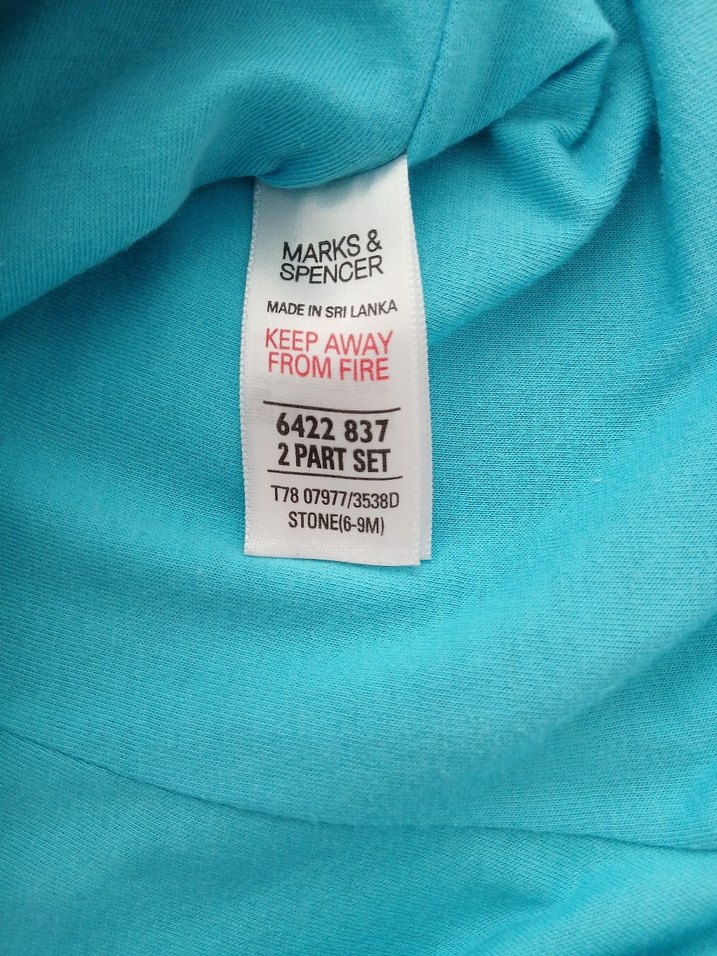 MARKS &
SPENCER
MADE IN SRI LANKA
KEEP AWAY
FROM FIRE
6422 837
2 PART SET
T78 07977/3538D
STONE(6-9M)